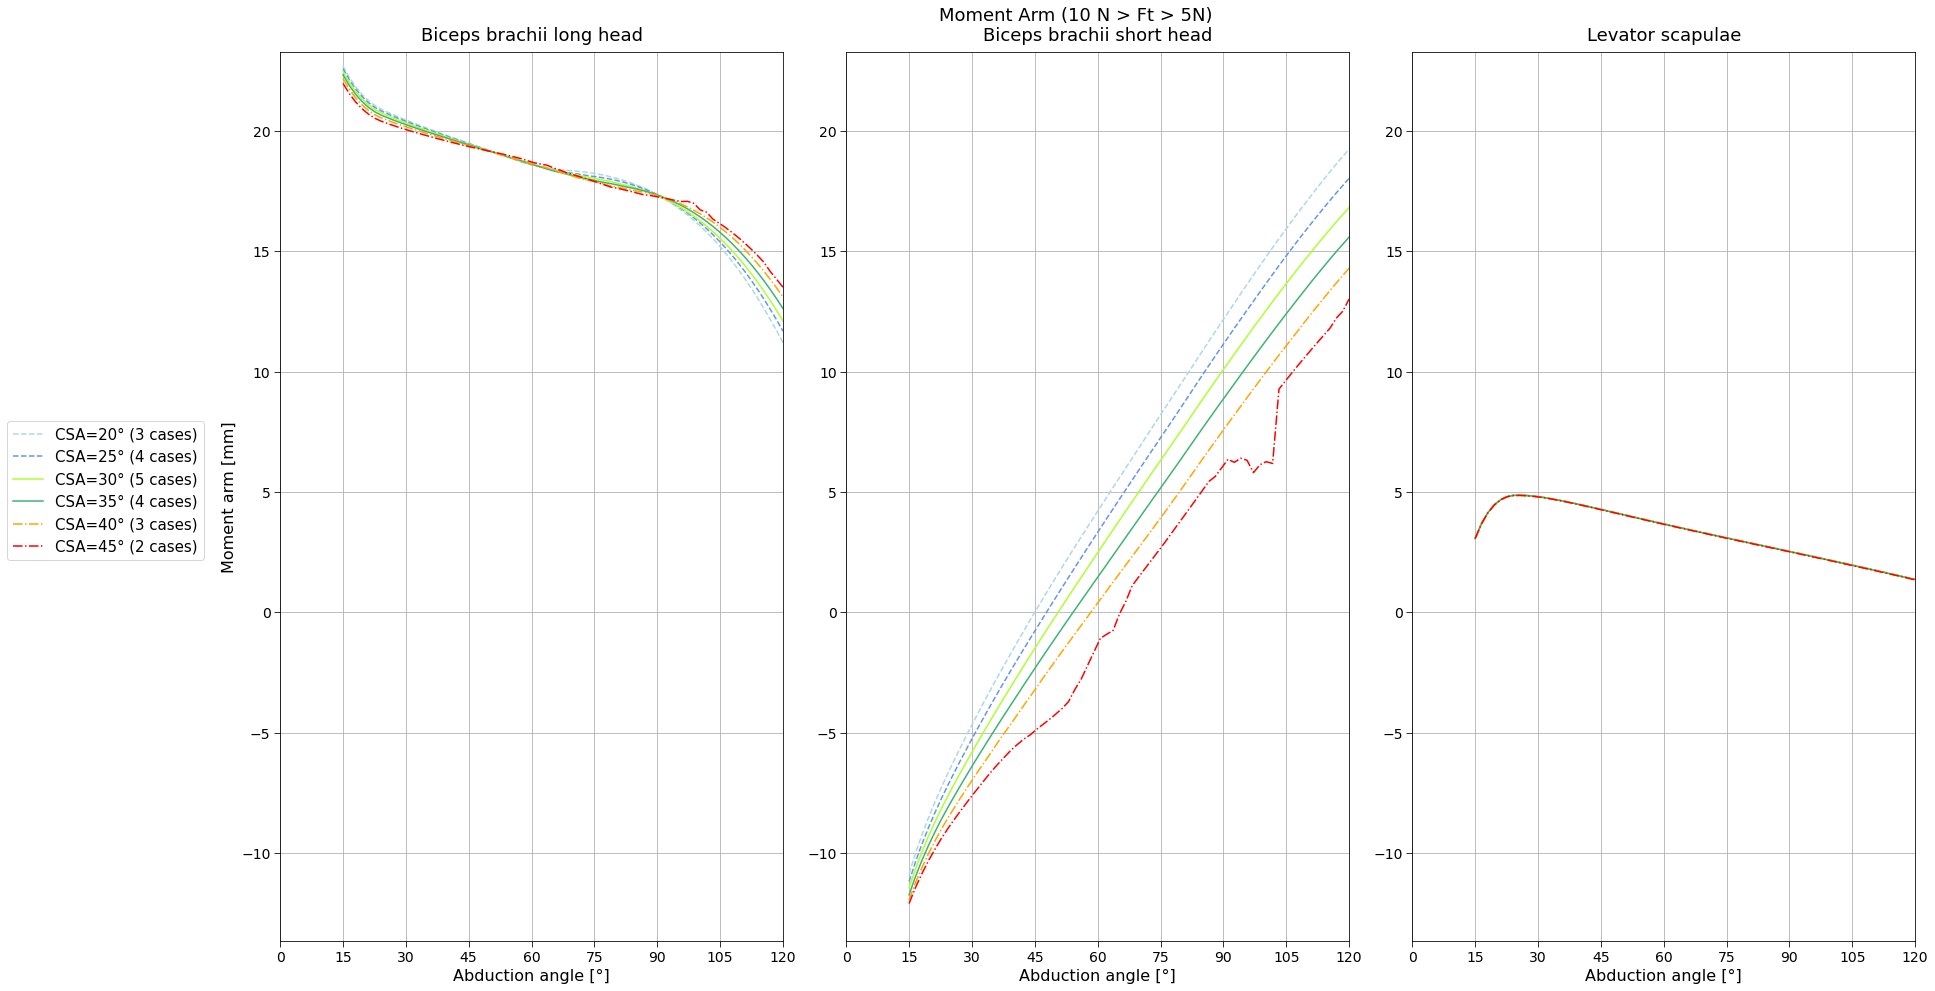 Moment Arm (10 N > Ft > 5N)
Biceps brachii long head
Biceps brachii short head
Levator scapulae
CSA=20° (3 cases)
CSA=25° (4 cases)
CSA=30° (5 cases)
CSA=35° (4 cases)
CSA=40° (3 cases)
CSA=45° (2 cases)
Moment arm [mm]
20
15
10
5
0
−5
−10
0 15 30 45 60 75 90 105 120
Abduction angle [°]
20
15
10
5
0
−5
−10
0 15 30 45 60 75 90 105 120
Abduction angle [°]
20
15
10
5
0
−5
−10
0 15 30 45 60 75 90 105 120
Abduction angle [°]